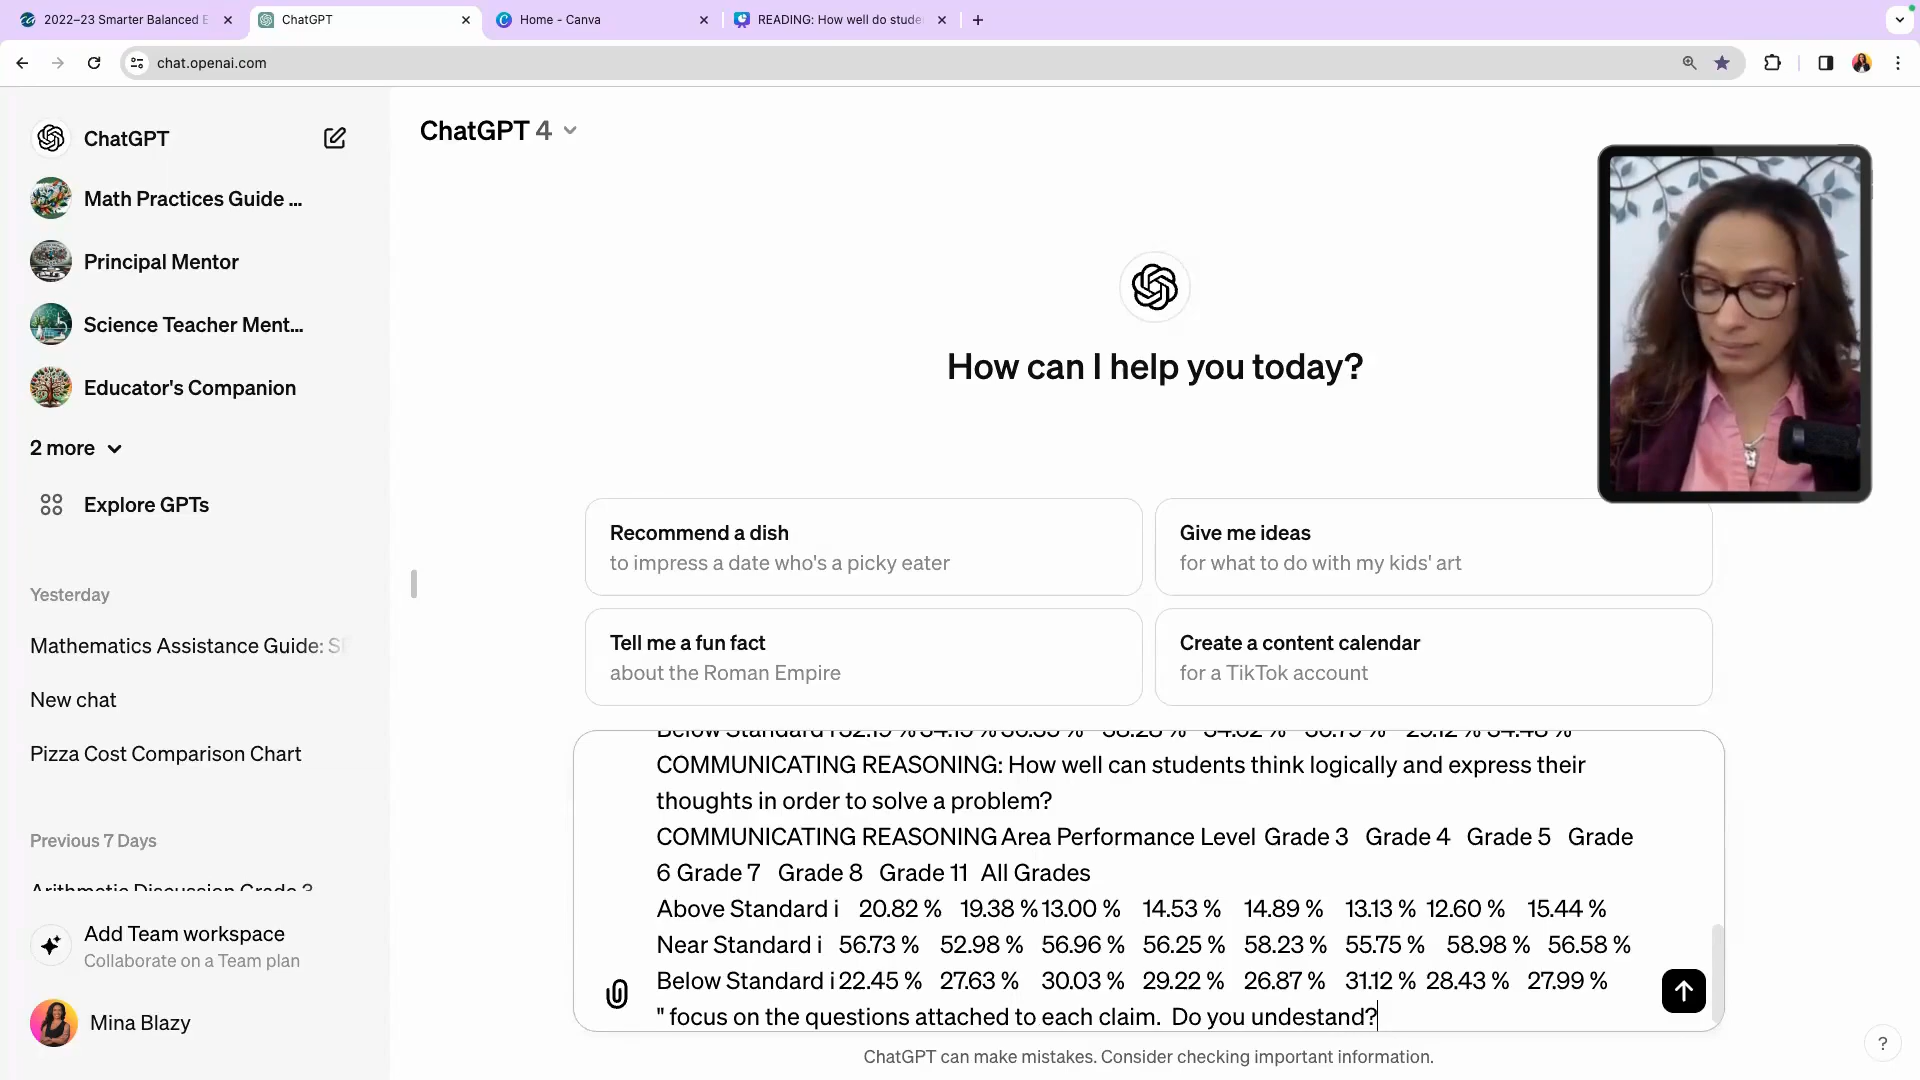 2022–23 Smarter Balanced E
ChatGPT
Home - Canva
READING: How well do stude
chat.openai.com
ChatGPT
Math Practices Guide ...
Principal Mentor
Science Teacher Ment...
Educator's Companion
2 more
Explore GPTs
Yesterday
Mathematics Assistance Guide: S
New chat
Pizza Cost Comparison Chart
Previous 7 Days
Arithmetic Discussion Grade 3
Add Team workspace
Collaborate on a Team plan
Mina Blazy
ChatGPT 4
How can I help you today?
Recommend a dish
to impress a date who's a picky eater
Give me ideas
for what to do with my kids' art
Tell me a fun fact
about the Roman Empire
Create a content calendar
for a TikTok account
COMMUNICATING REASONING: How well can students think logically and express their
thoughts in order to solve a problem?
COMMUNICATING REASONING Area Performance Level Grade 3 Grade 4 Grade 5 Grade
6 Grade 7 Grade 8 Grade 11 All Grades
Above Standard i 20.82 % 19.38 % 13.00 % 14.53 % 14.89 % 13.13 % 12.60 % 15.44 %
Near Standard i 56.73 % 52.98 % 56.96 % 56.25 % 58.23 % 55.75 % 58.98 % 56.58 %
Below Standard i 22.45 % 27.63 % 30.03 % 29.22 % 26.87 % 31.12 % 28.43 % 27.99 %
" focus on the questions attached to each claim. Do you undestand?
ChatGPT can make mistakes. Consider checking important information.
?